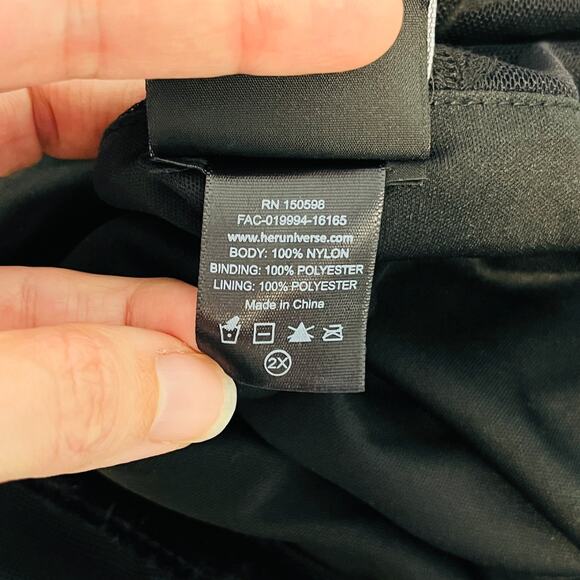 RN 150598
FAC-019994-16165
www.heruniverse.com
BODY: 100% NYLON
BINDING: 100% POLYESTER
LINING: 100% POLYESTER
Made in China
2X